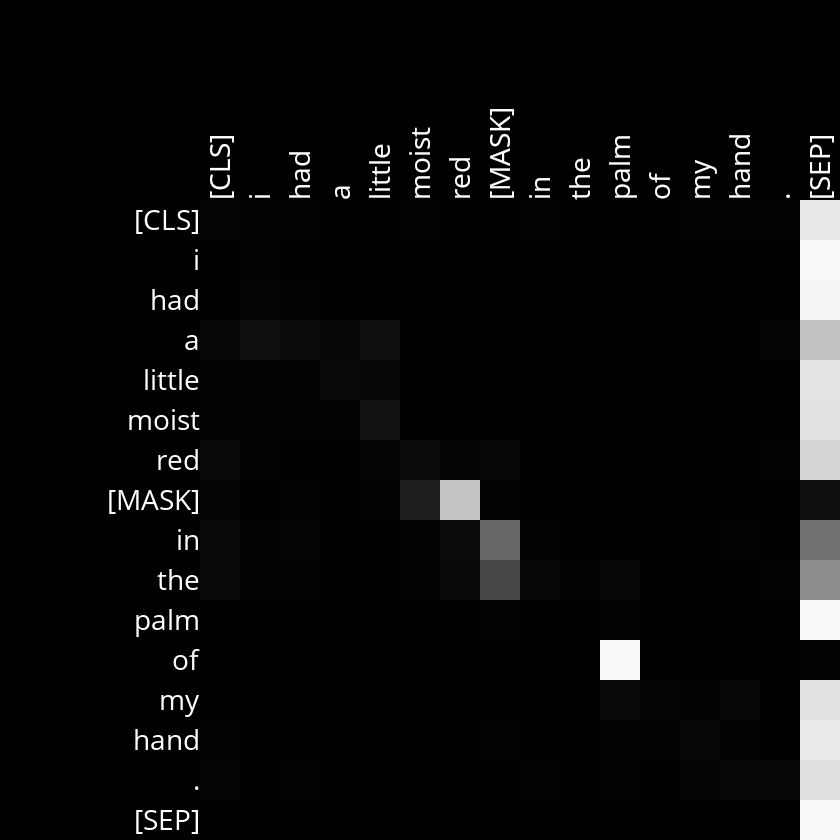 [CLS] i had a little moist red [MASK] in the palm of my hand . [SEP]
[CLS]
i
had
a
little
moist
red
[MASK]
in
the
palm
of
my
hand
.
[SEP]